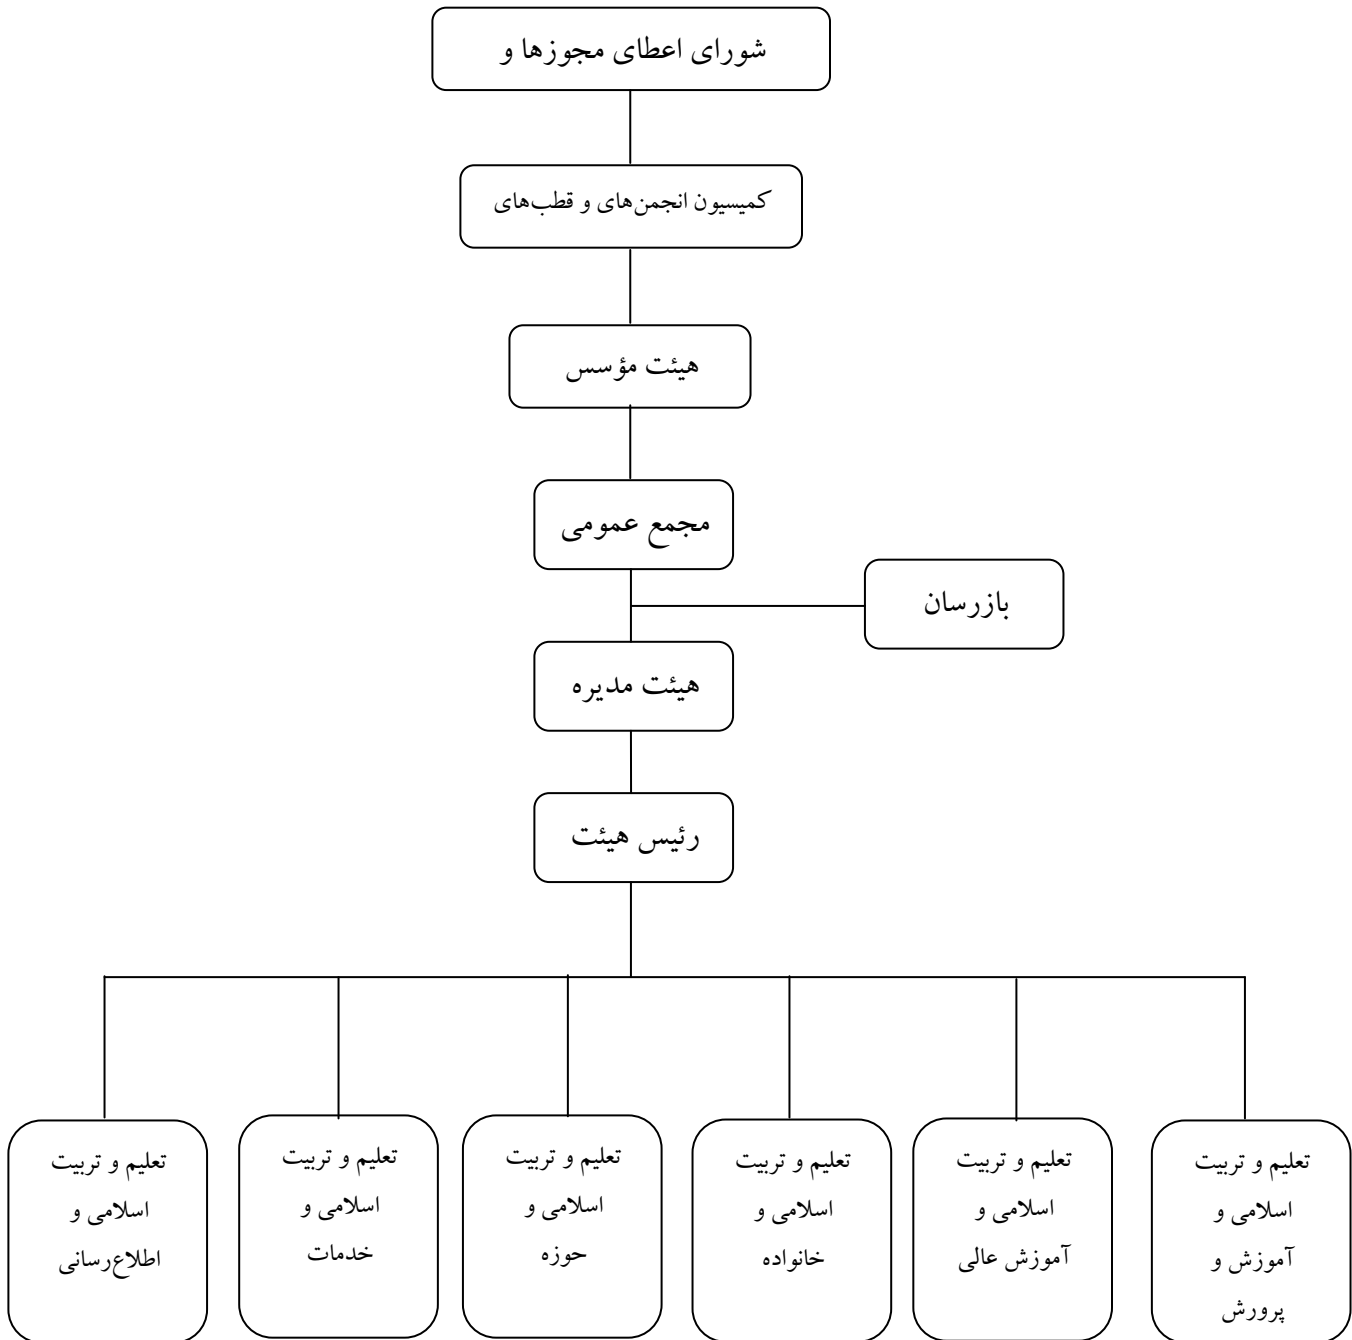 شورای اعطای مجوزها و
کمیسیون انجمن‌های و قطب‌های
هیئت مؤسس
مجمع عمومی
بازرسان
هیئت مدیره
رئیس هیئت
تعلیم و تربیت
اسلامی و
آموزش و
پرورش
تعلیم و تربیت
اسلامی و
آموزش عالی
تعلیم و تربیت
اسلامی و
خانواده
تعلیم و تربیت
اسلامی و
حوزه
تعلیم و تربیت
اسلامی و
خدمات
تعلیم و تربیت
اسلامی و
اطلاع‌رسانی